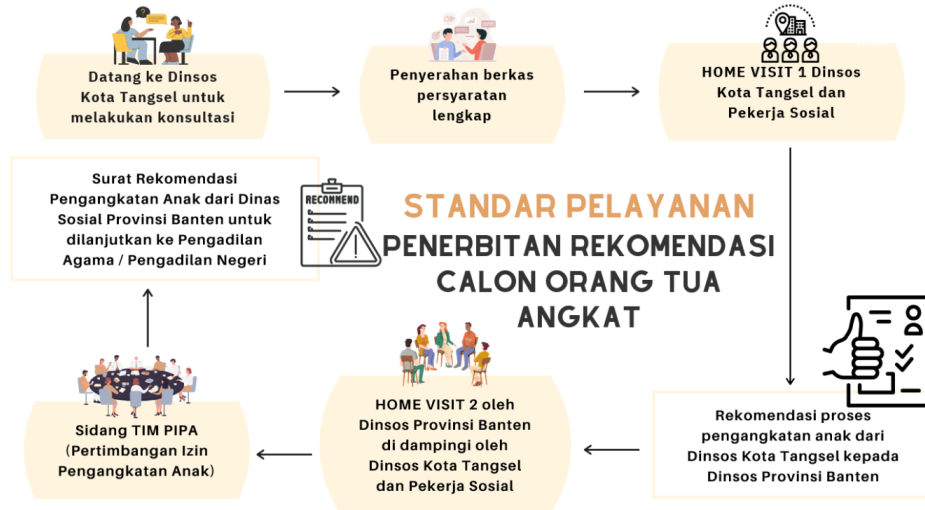 Datang ke Dinsos
Kota Tangsel untuk
melakukan konsultasi
Penyerahan berkas
persyaratan
lengkap
HOME VISIT 1 Dinsos
Kota Tangsel dan
Pekerja Sosial
Surat Rekomendasi
Pengangkatan Anak dari Dinas
Sosial Provinsi Banten untuk
dilanjutkan ke Pengadilan
Agama / Pengadilan Negeri
RECOMMEND
STANDAR PELAYANAN
PENERBITAN REKOMENDASI
CALON ORANG TUA
ANGKAT
Sidang TIM PIPA
(Pertimbangan Izin
Pengangkatan Anak)
HOME VISIT 2 oleh
Dinsos Provinsi Banten
di dampingi oleh
Dinsos Kota Tangsel
dan Pekerja Sosial
Rekomendasi proses
pengangkatan anak dari
Dinsos Kota Tangsel kepada
Dinsos Provinsi Banten